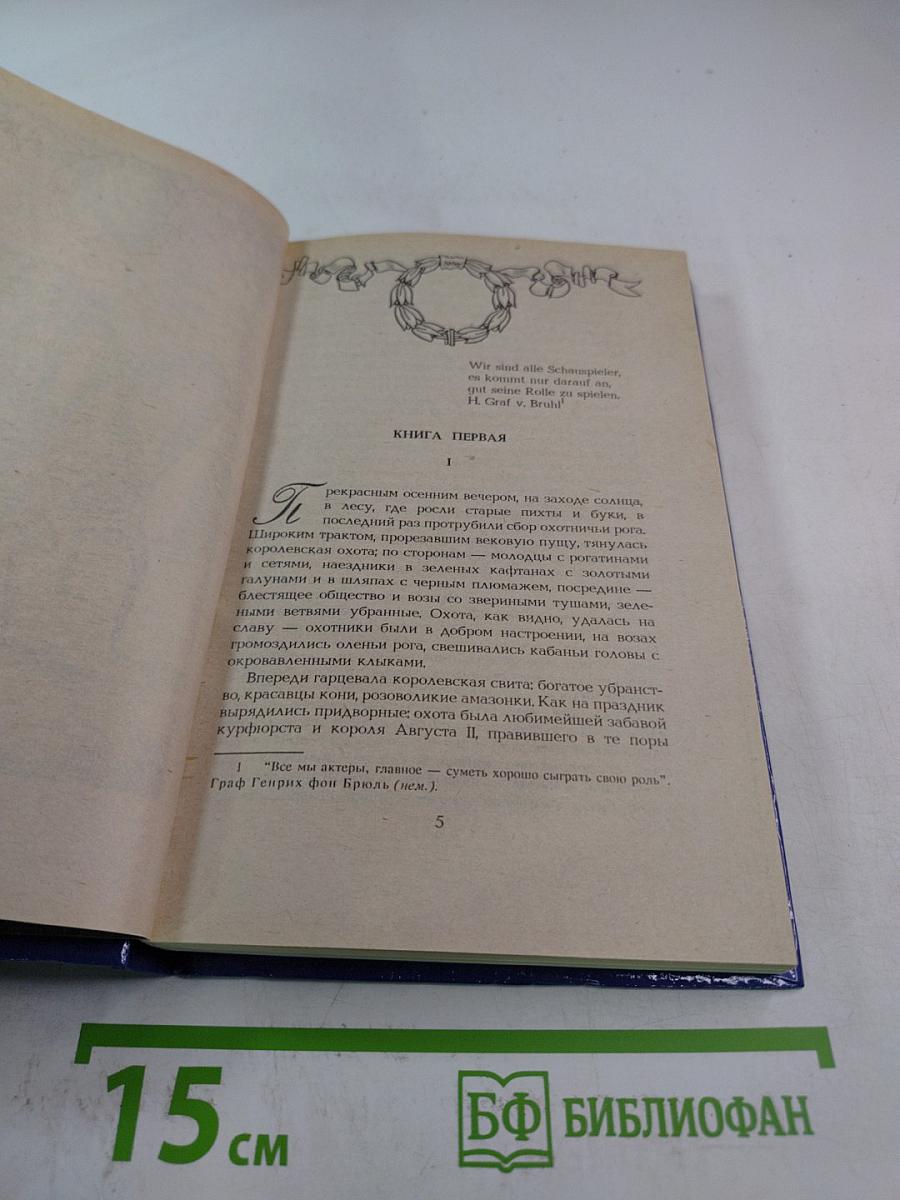 Wir sind alle Schauspieler,
es kommt nur darauf an,
gut seine Rolle zu spielen.
H. Graf v. Bruhl1
КНИГА ПЕРВАЯ
I
Прекрасным осенним вечером, на заходе солнца,
в лесу, где росли старые пихты и буки, в
последний раз протрубили сбор охотничьи рога.
Широким трактом, прорезавшим вековую пущу, тянулась
королевская охота; по сторонам — молодцы с рогатинами
и сетями, наездники в зеленых кафтанах с золотыми
галунами и в шляпах с черным плюмажем, посредине —
блестящее общество и возы со звериными тушами, зеле-
ными ветвями убранные. Охота, как видно, удалась на
славу — охотники были в добром настроении, на возах
громоздились оленьи рога, свешивались кабаньи головы с
окровавленными клыками.
Впереди гарцевала королевская свита: богатое убранст-
во, красавцы кони, розоволикие амазонки. Как на праздник
вырядились придворные; охота была любимейшей забавой
курфюрста и короля Августа II, правившего в те поры
1 "Все мы актеры, главное — суметь хорошо сыграть свою роль".
Граф Генрих фон Брюль (нем.).
5
15 см
БФ БИБЛИОФАН